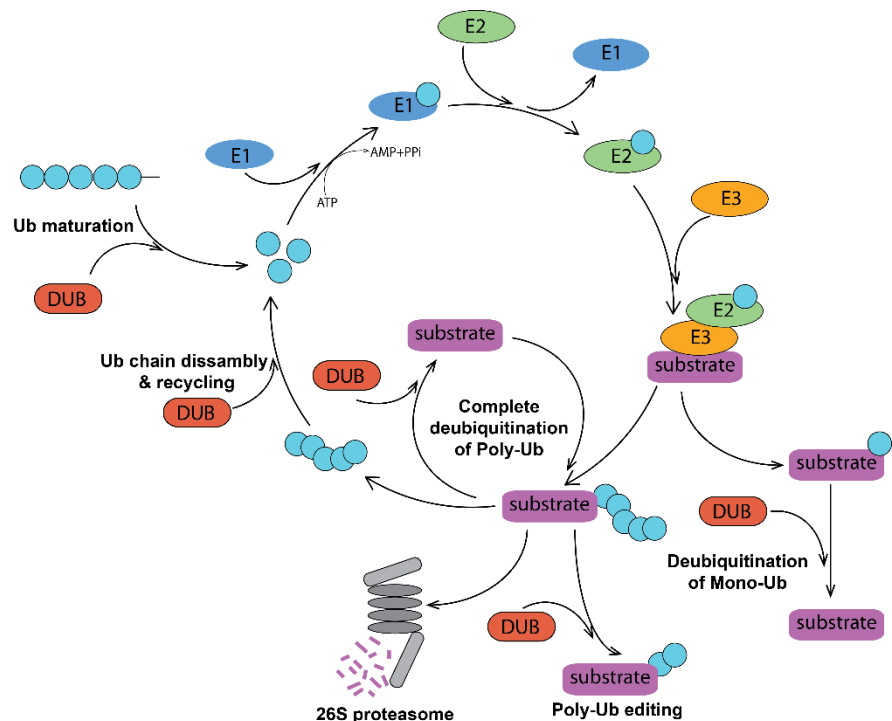 E2
E1
E1
AMP+PPi
E1
ATP
E2
Ub maturation
DUB
E3
E2
E3
substrate
substrate
Ub chain dissambly
& recycling
DUB
DUB
Complete
deubiquitination
of Poly-Ub
substrate
substrate
DUB
Deubiquitination
of Mono-Ub
substrate
DUB
substrate
26S proteasome
Poly-Ub editing